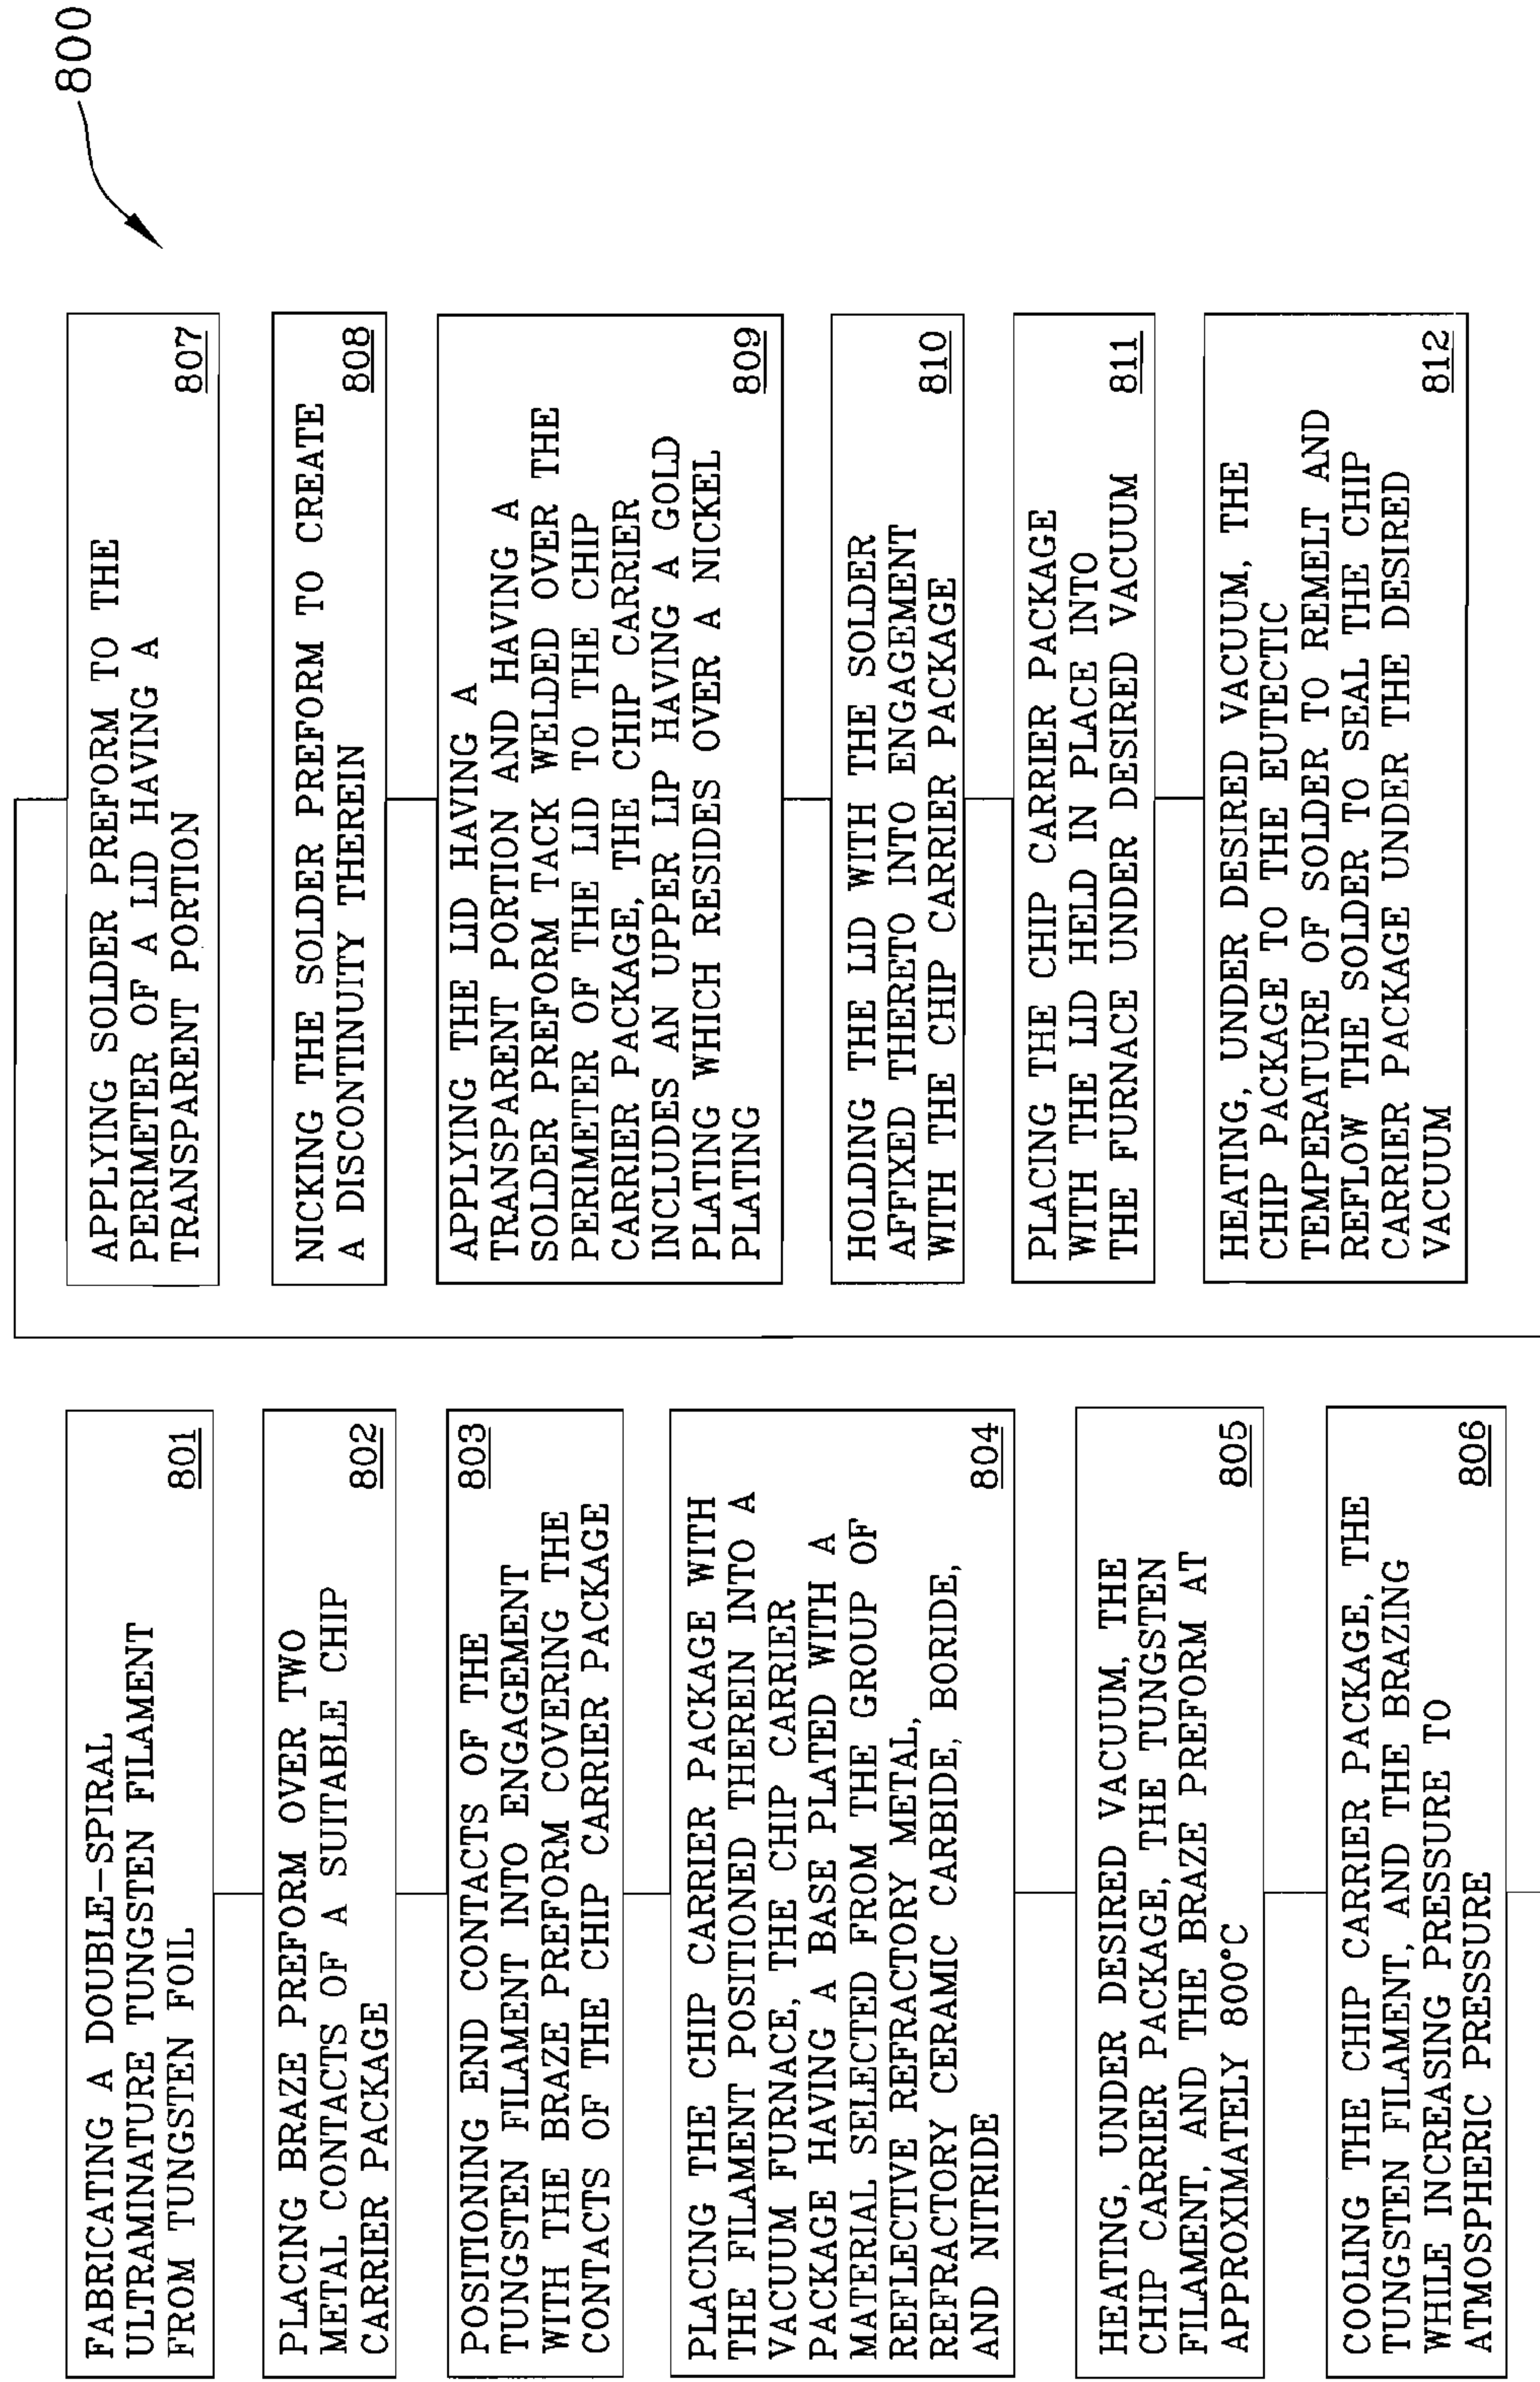 800
FABRICATING A DOUBLE-SPIRAL
ULTRAMINATURE TUNGSTEN FILAMENT
FROM TUNGSTEN FOIL
801
PLACING BRAZE PREFORM OVER TWO
METAL CONTACTS OF A SUITABLE CHIP
CARRIER PACKAGE
802
POSITIONING END CONTACTS OF THE
TUNGSTEN FILAMENT INTO ENGAGEMENT
WITH THE BRAZE PREFORM COVERING THE
CONTACTS OF THE CHIP CARRIER PACKAGE
803
PLACING THE CHIP CARRIER PACKAGE WITH
THE FILAMENT POSITIONED THEREIN INTO A
VACUUM FURNACE, THE CHIP CARRIER
PACKAGE HAVING A BASE PLATED WITH A
MATERIAL SELECTED FROM THE GROUP OF
REFLECTIVE REFRACTORY METAL,
REFRACTORY CERAMIC CARBIDE, BORIDE,
AND NITRIDE
804
HEATING, UNDER DESIRED VACUUM, THE
CHIP CARRIER PACKAGE, THE TUNGSTEN
FILAMENT, AND THE BRAZE PREFORM AT
APPROXIMATELY 800°C
805
COOLING THE CHIP CARRIER PACKAGE, THE
TUNGSTEN FILAMENT, AND THE BRAZING
WHILE INCREASING PRESSURE TO
ATMOSPHERIC PRESSURE
806
APPLYING SOLDER PREFORM TO THE
PERIMETER OF A LID HAVING A
TRANSPARENT PORTION
807
NICKING THE SOLDER PREFORM TO CREATE
A DISCONTINUITY THEREIN
808
APPLYING THE LID HAVING A
TRANSPARENT PORTION AND HAVING A
SOLDER PREFORM TACK WELDED OVER THE
PERIMETER OF THE LID TO THE CHIP
CARRIER PACKAGE, THE CHIP CARRIER
INCLUDES AN UPPER LIP HAVING A GOLD
PLATING WHICH RESIDES OVER A NICKEL
PLATING
809
HOLDING THE LID WITH THE SOLDER
AFFIXED THERETO INTO ENGAGEMENT
WITH THE CHIP CARRIER PACKAGE
810
PLACING THE CHIP CARRIER PACKAGE
WITH THE LID HELD IN PLACE INTO
THE FURNACE UNDER DESIRED VACUUM
811
HEATING, UNDER DESIRED VACUUM, THE
CHIP PACKAGE TO THE EUTECTIC
TEMPERATURE OF SOLDER TO REMELT AND
REFLOW THE SOLDER TO SEAL THE CHIP
CARRIER PACKAGE UNDER THE DESIRED
VACUUM
812